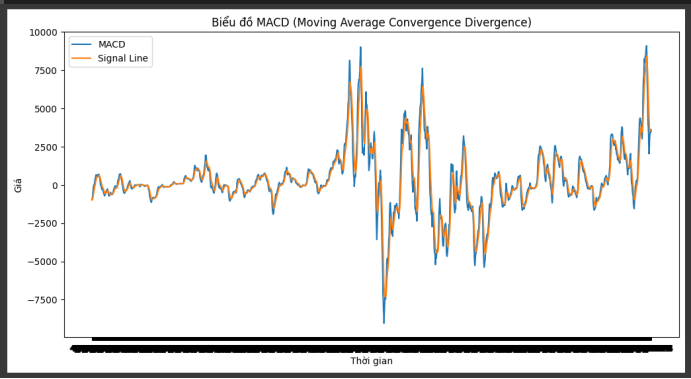 Biểu đồ MACD (Moving Average Convergence Divergence)
MACD
Signal Line
10000
7500
5000
2500
0
−2500
−5000
−7500
Giá
Thời gian